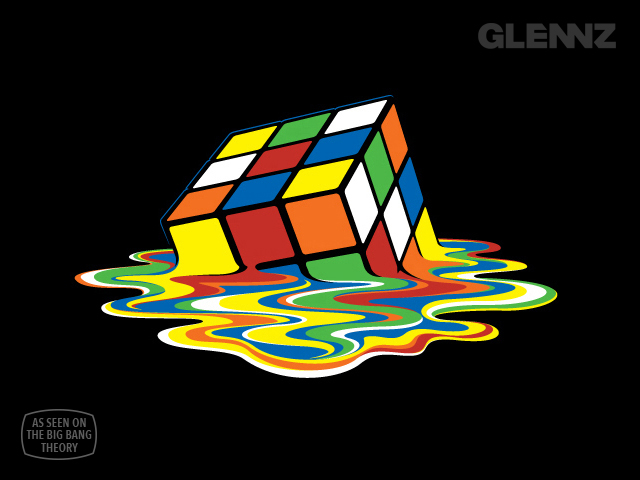 GLENNZ
AS SEEN ON
THE BIG BANG
THEORY